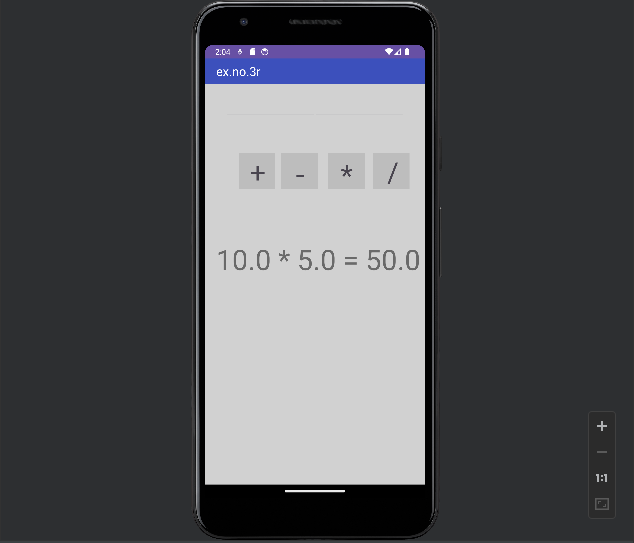 2:04
ex.no.3r
+ - * /
10.0 * 5.0 = 50.0
+
-
1:1